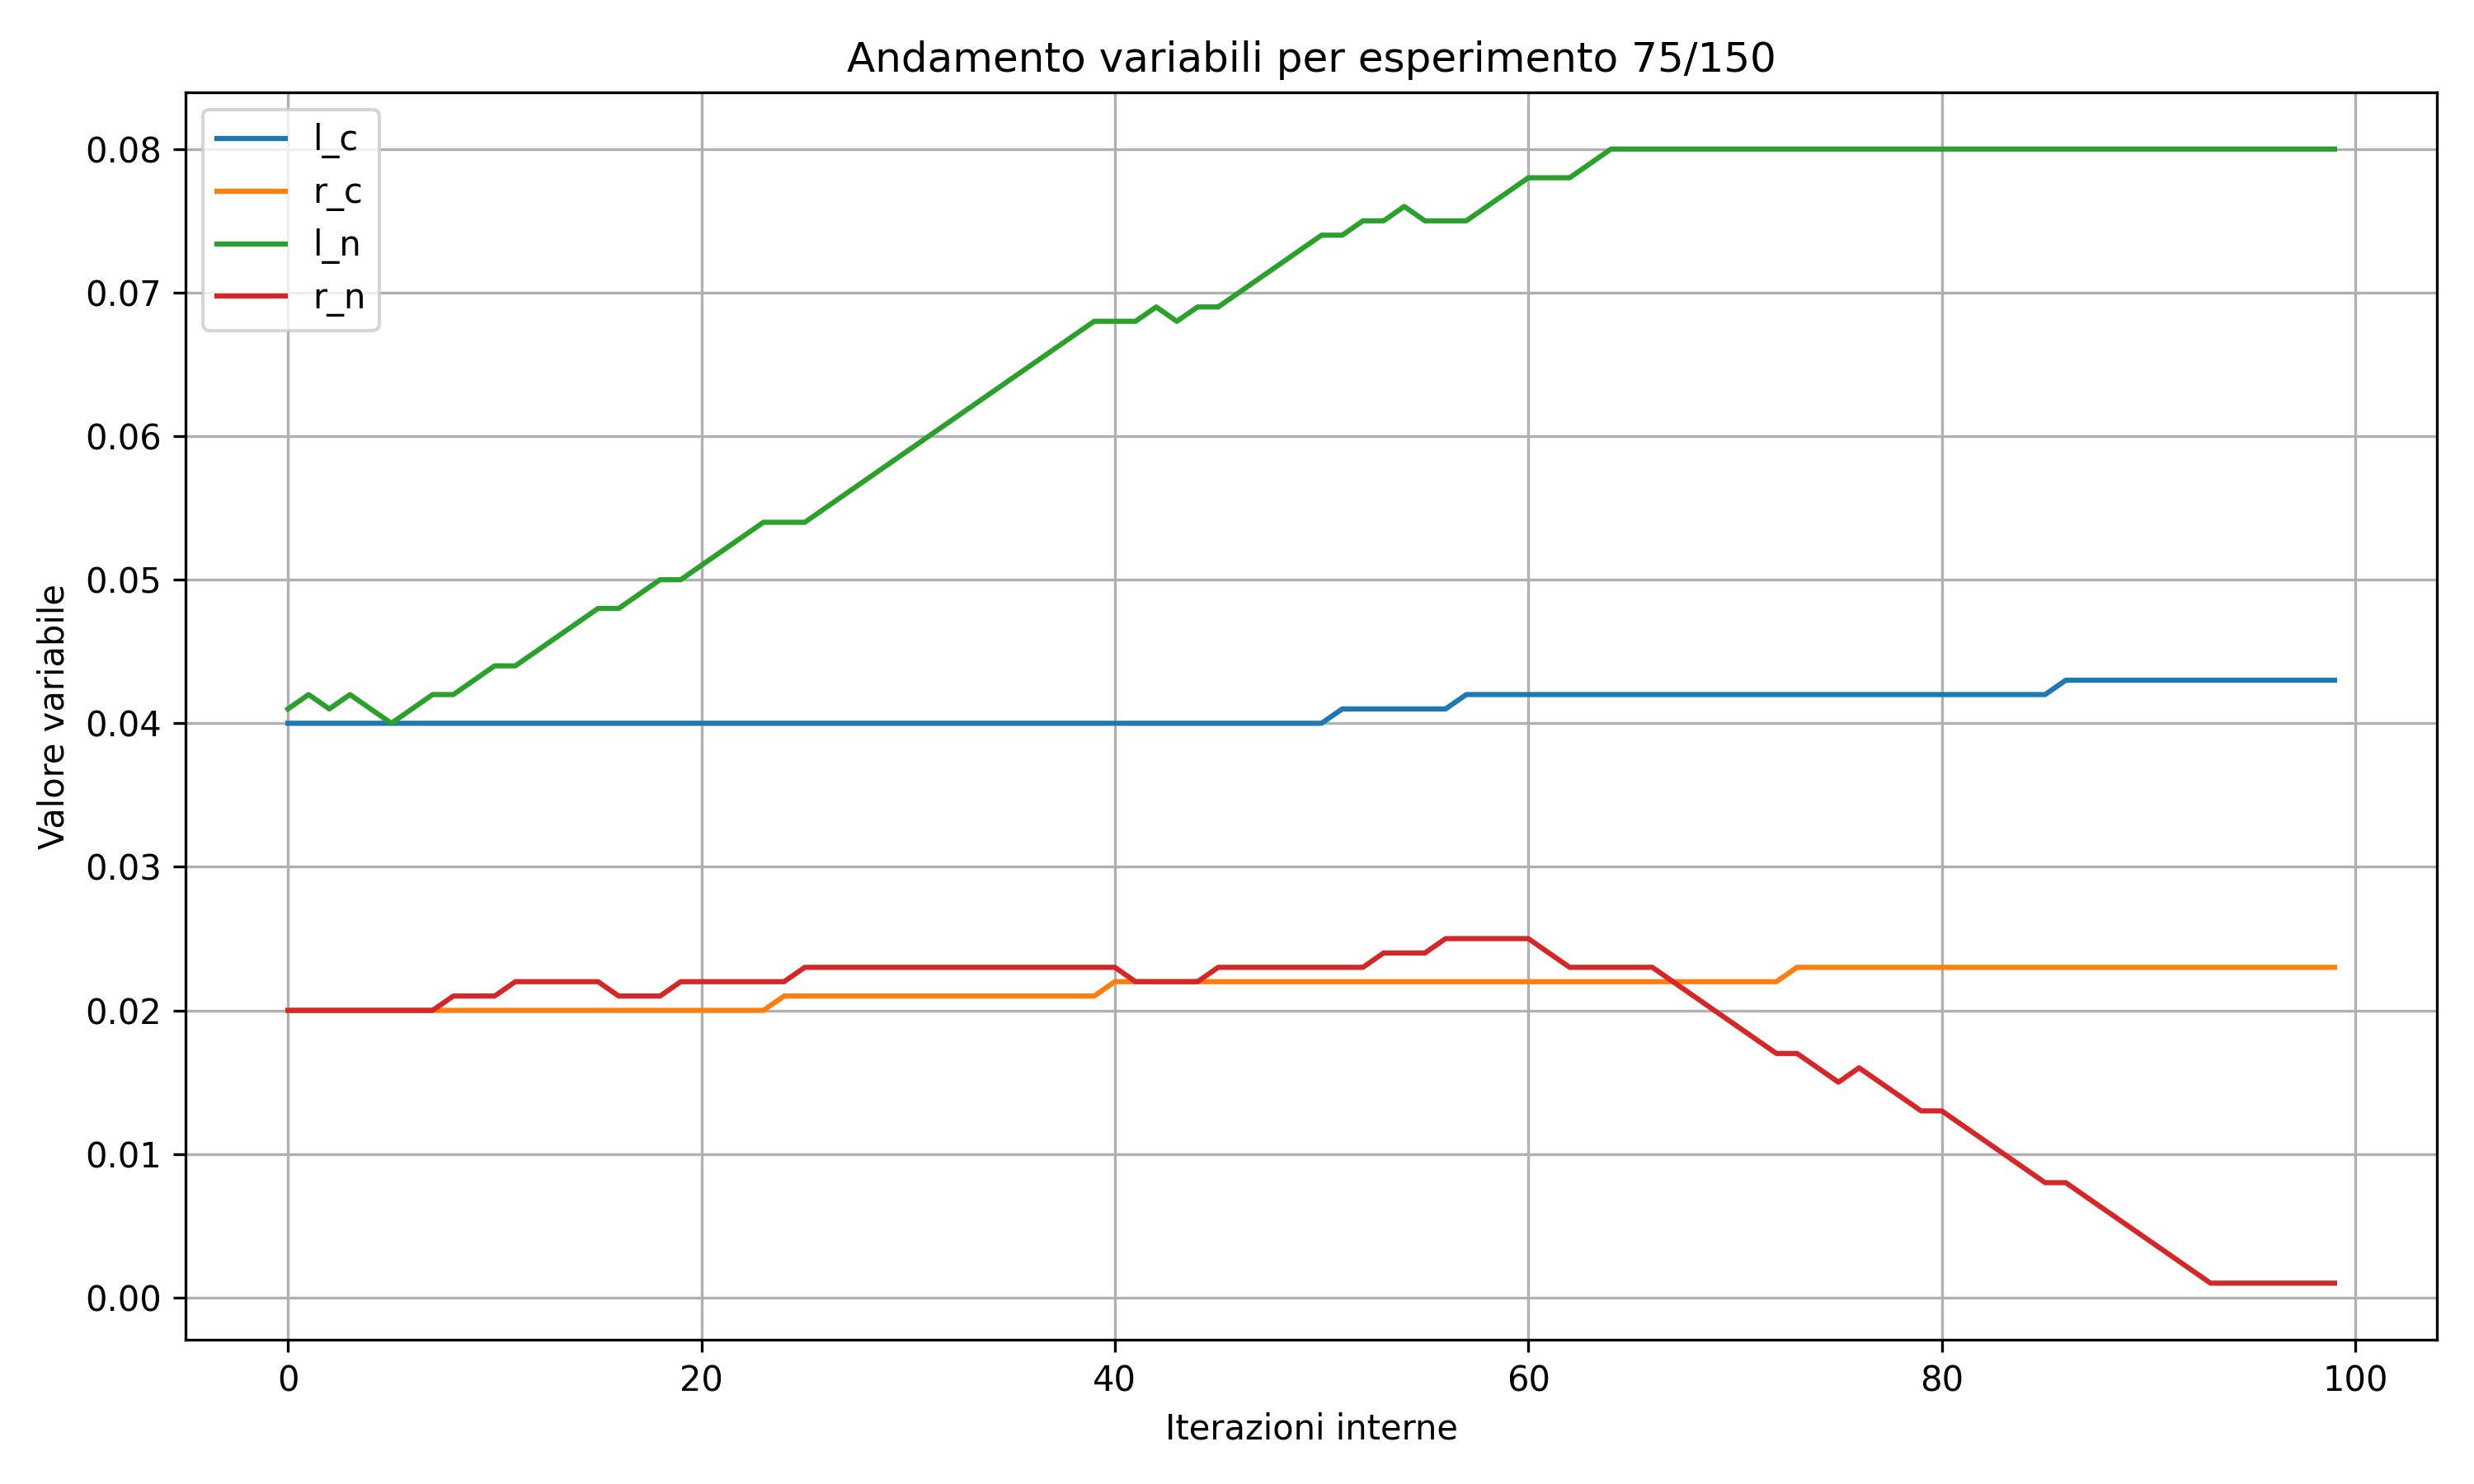 Andamento variabili per esperimento 75/150
l_c
r_c
l_n
r_n
Valore variabile
0.08
0.07
0.06
0.05
0.04
0.03
0.02
0.01
0.00
0 20 40 60 80 100
Iterazioni interne